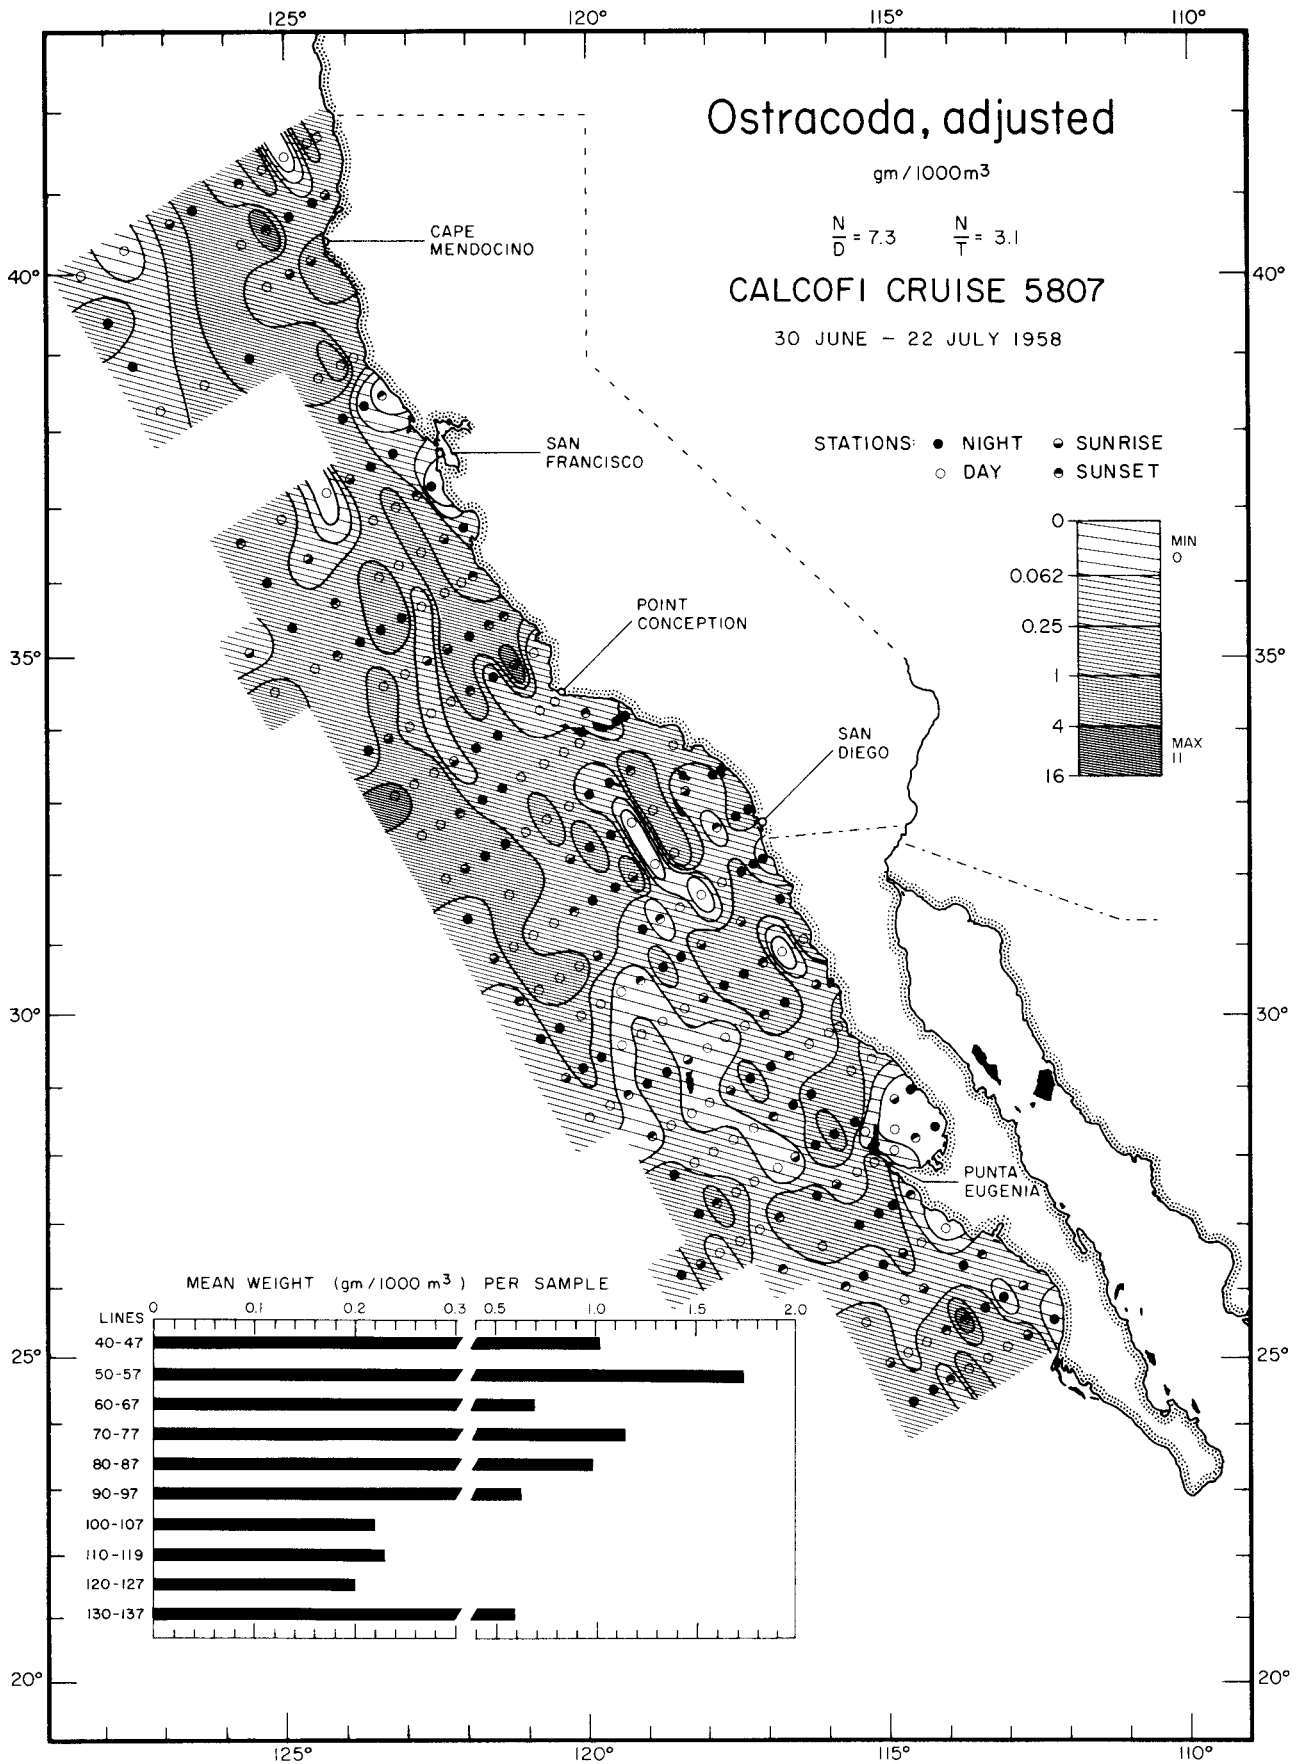 125° 120° 115° 110°
Ostracoda, adjusted
gm/1000m³
N/D = 7.3 N/T = 3.1
CALCOFI CRUISE 5807
30 JUNE – 22 JULY 1958
CAPE MENDOCINO
40° 40°
SAN FRANCISCO
STATIONS: ● NIGHT ◒ SUNRISE
○ DAY ◓ SUNSET
0
MIN
0
0.062
0.25
1
4
MAX
11
16
POINT CONCEPTION
35° 35°
SAN DIEGO
30° 30°
PUNTA EUGENIA
MEAN WEIGHT (gm/1000 m³) PER SAMPLE
LINES 0 0.1 0.2 0.3 0.5 1.0 1.5 2.0
40-47
50-57
60-67
70-77
80-87
90-97
100-107
110-119
120-127
130-137
25° 25°
20° 20°
125° 120° 115° 110°